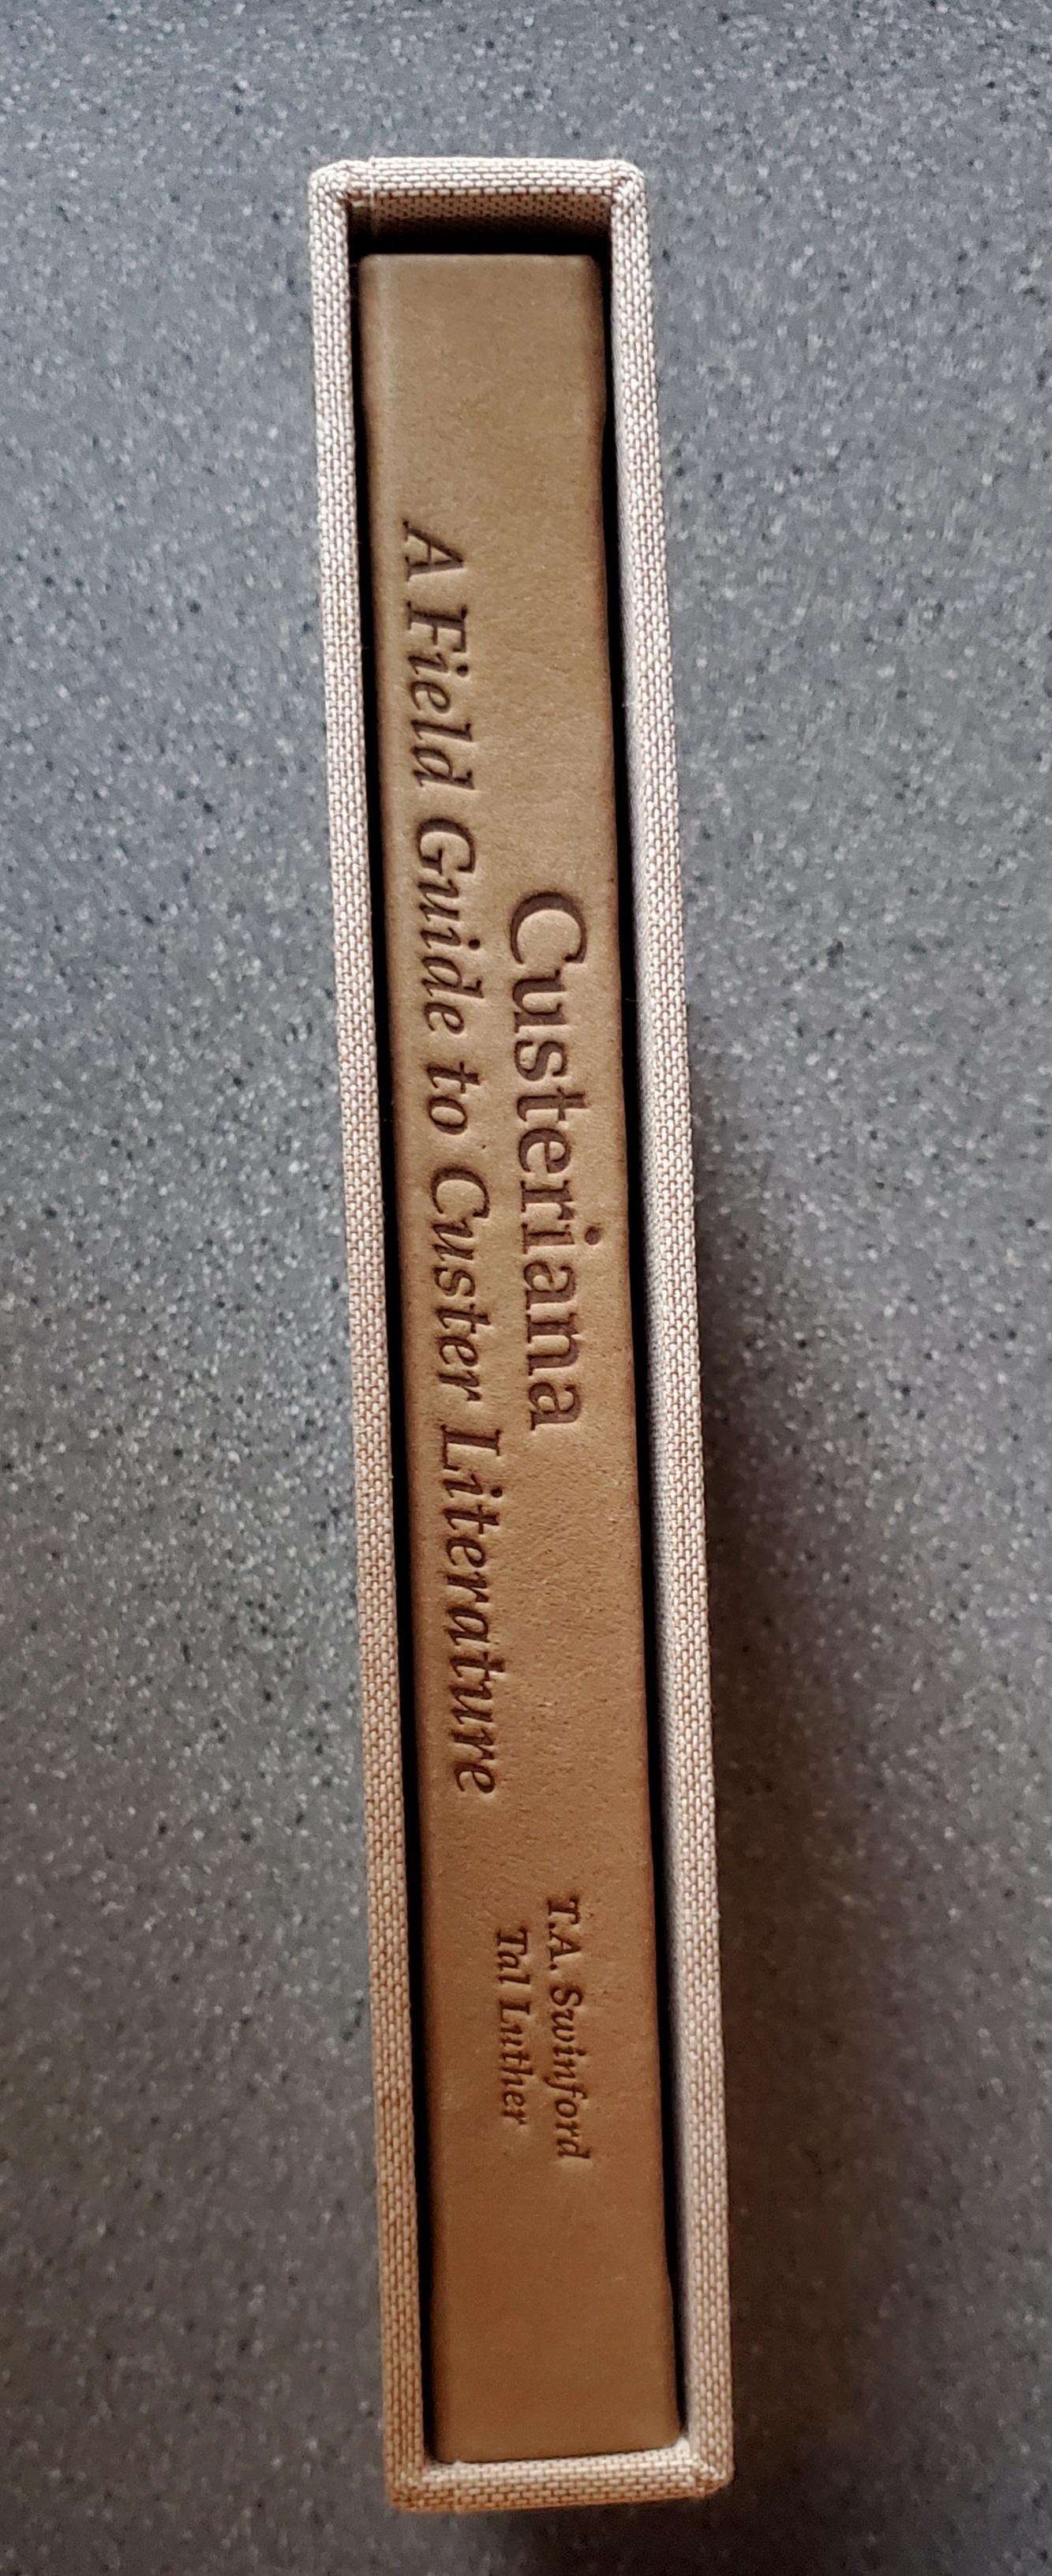 Custeriana
A Field Guide to Custer Literature
T.A. Swinford
Tal Luther